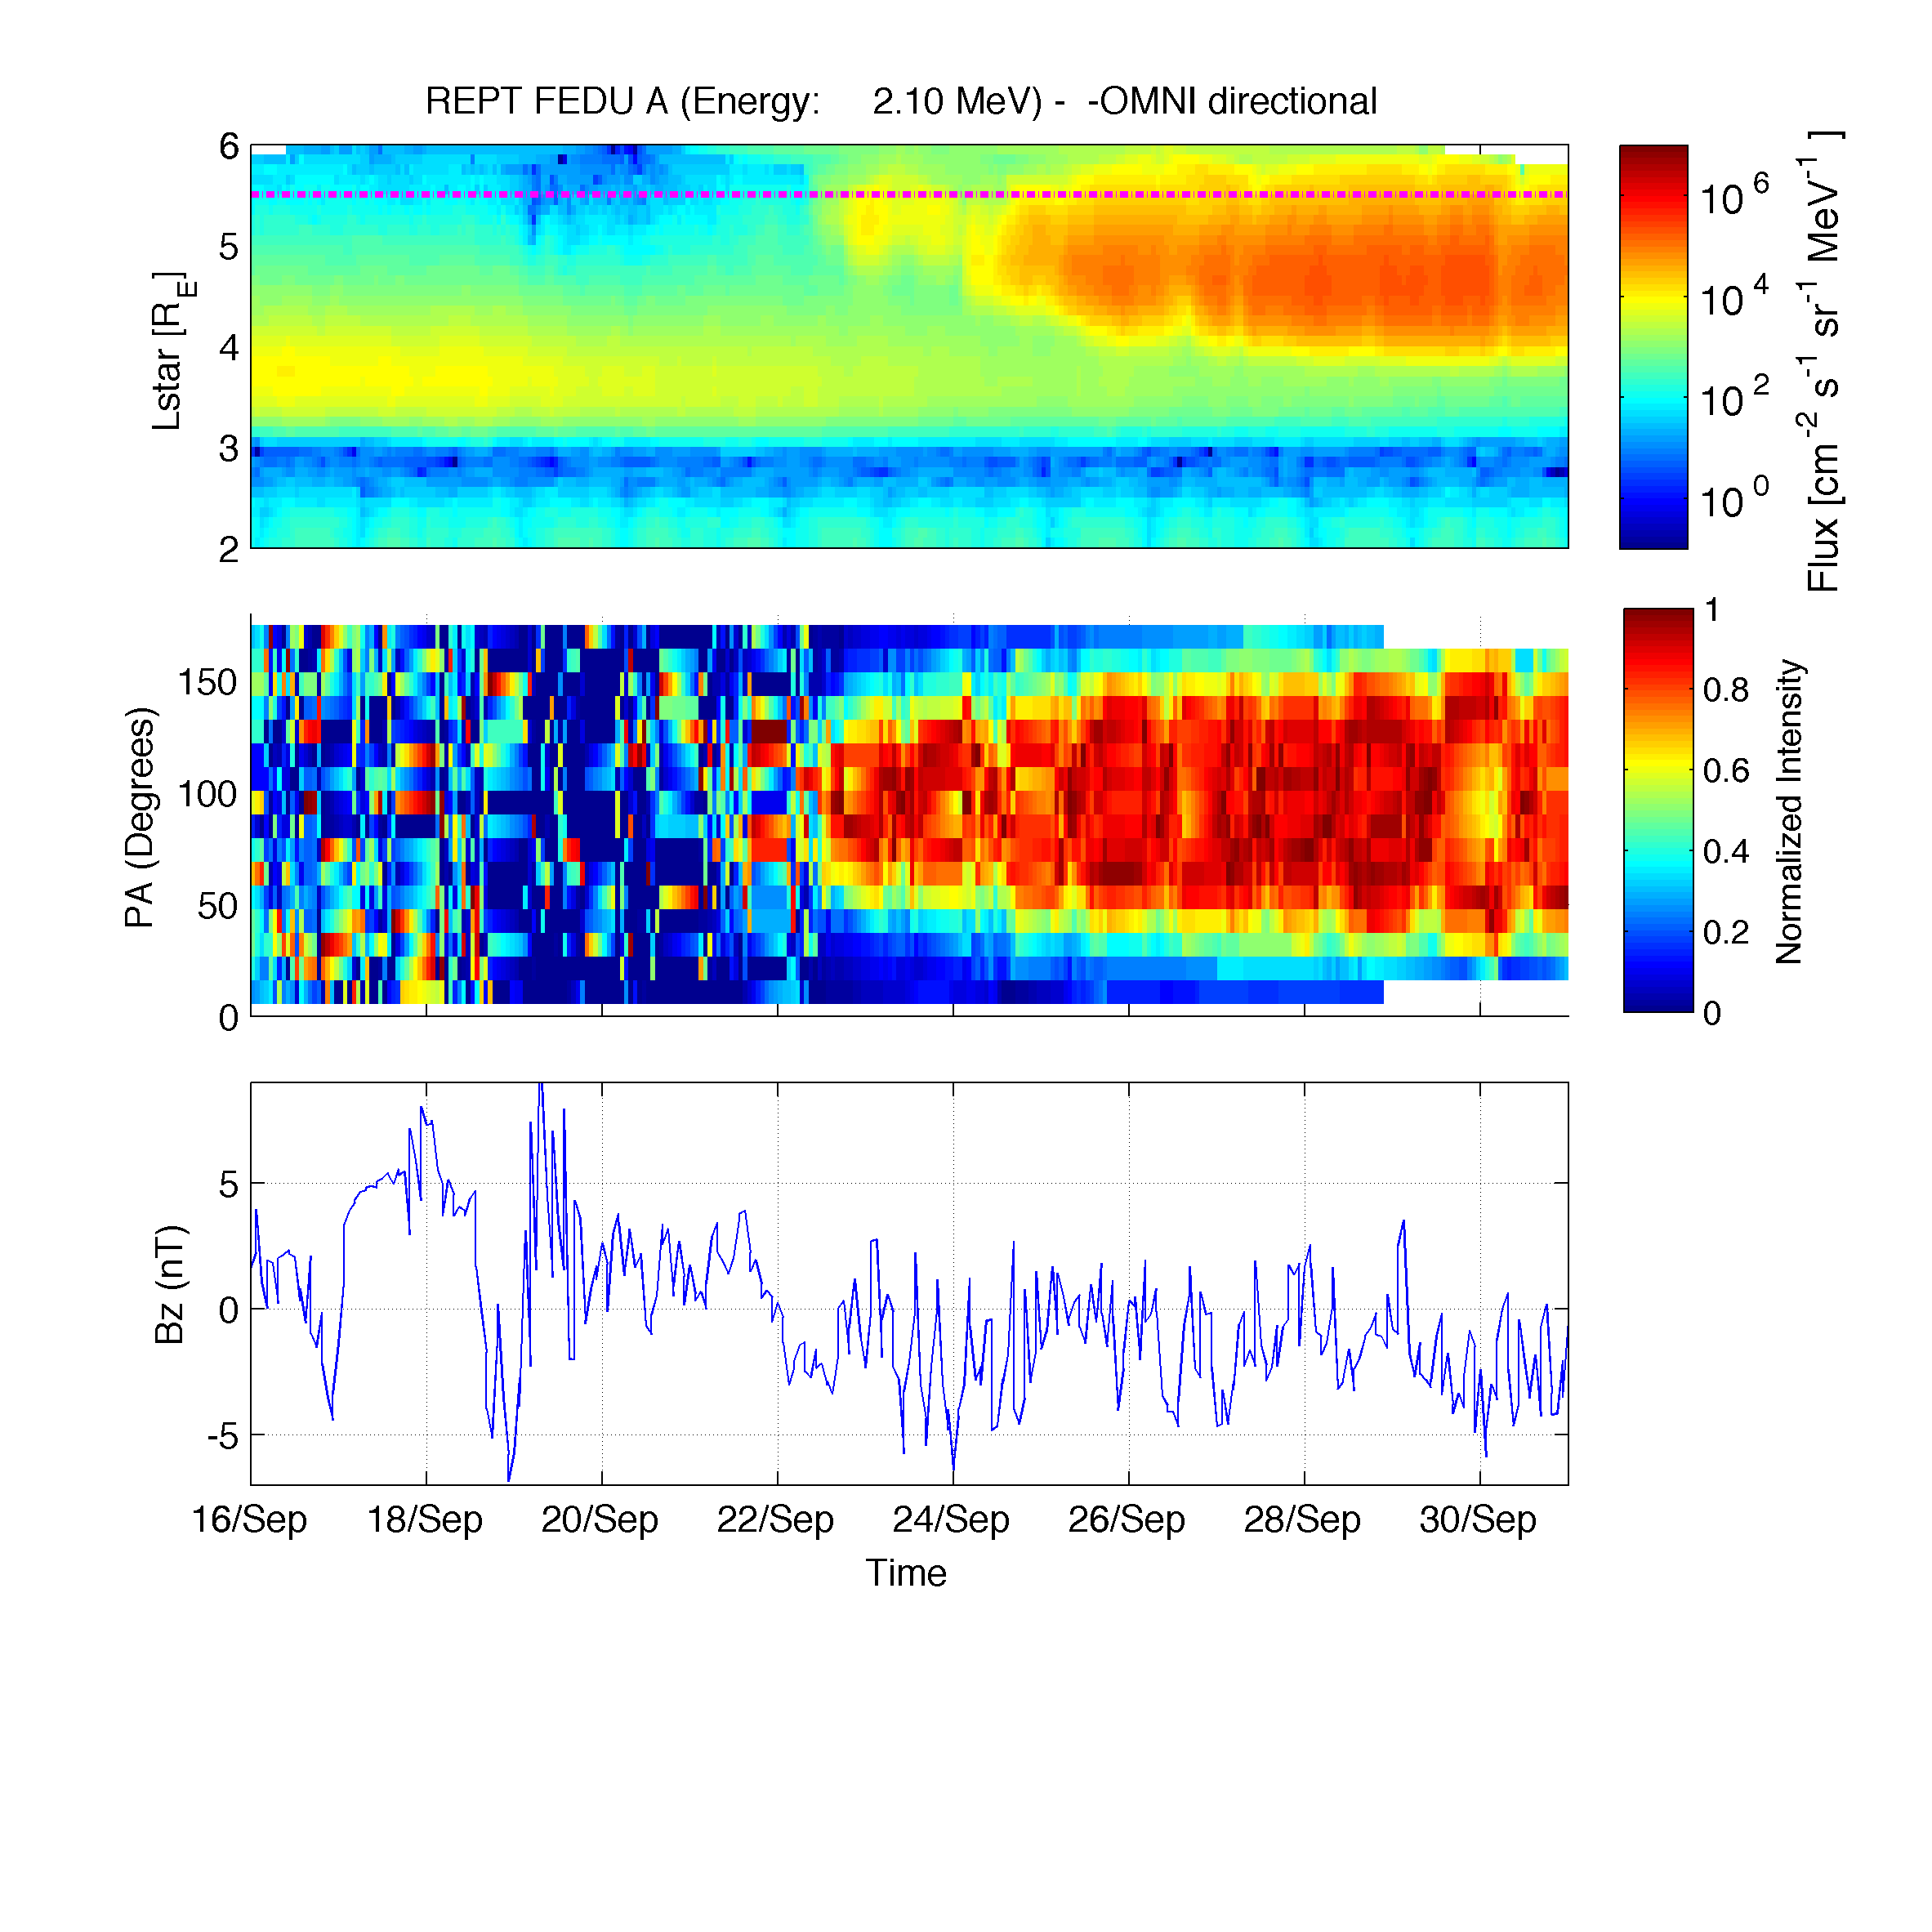 REPT FEDU A (Energy: 2.10 MeV) - -OMNI directional
6
5
4
3
2
Lstar [R_E]
10^6
10^4
10^2
10^0
Flux [cm^-2 s^-1 sr^-1 MeV^-1 ]
150
100
50
0
PA (Degrees)
1
0.8
0.6
0.4
0.2
0
Normalized Intensity
5
0
-5
Bz (nT)
16/Sep 18/Sep 20/Sep 22/Sep 24/Sep 26/Sep 28/Sep 30/Sep
Time